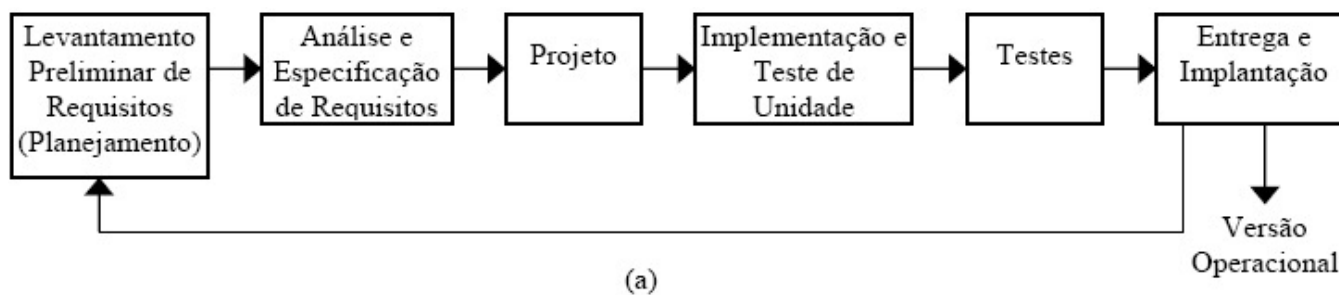 Levantamento
Preliminar de
Requisitos
(Planejamento)
Análise e
Especificação
de Requisitos
Projeto
Implementação e
Teste de
Unidade
Testes
Entrega e
Implantação
Versão
Operacional
(a)